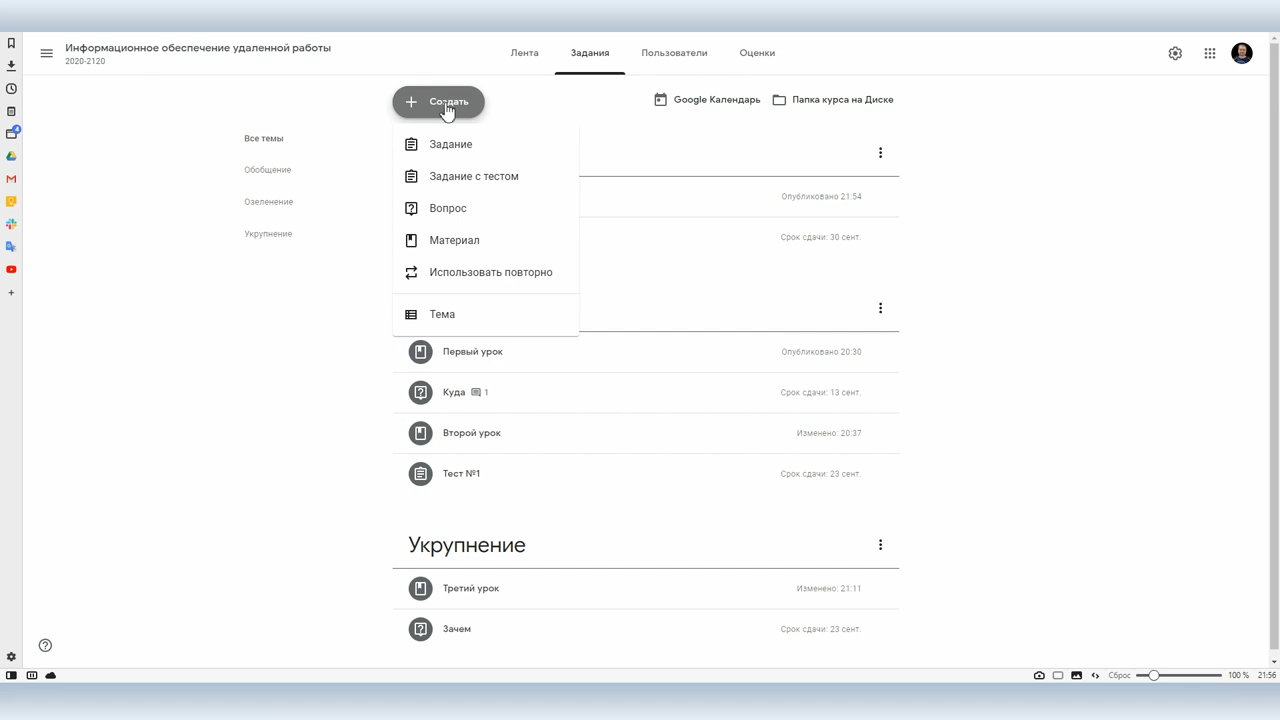 Информационное обеспечение удаленной работы
2020-2120
Лента
Задания
Пользователи
Оценки
Создать
Google Календарь
Папка курса на Диске
Все темы
Обобщение
Озеленение
Укрупнение
Задание
Задание с тестом
Вопрос
Материал
Использовать повторно
Тема
Опубликовано 21:54
Срок сдачи: 30 сент.
Первый урок
Опубликовано 20:30
Куда 1
Срок сдачи: 13 сент.
Второй урок
Изменено: 20:37
Тест №1
Срок сдачи: 23 сент.
Укрупнение
Третий урок
Изменено: 21:11
Зачем
Срок сдачи: 23 сент.
4
Сброс
100 %
21:56